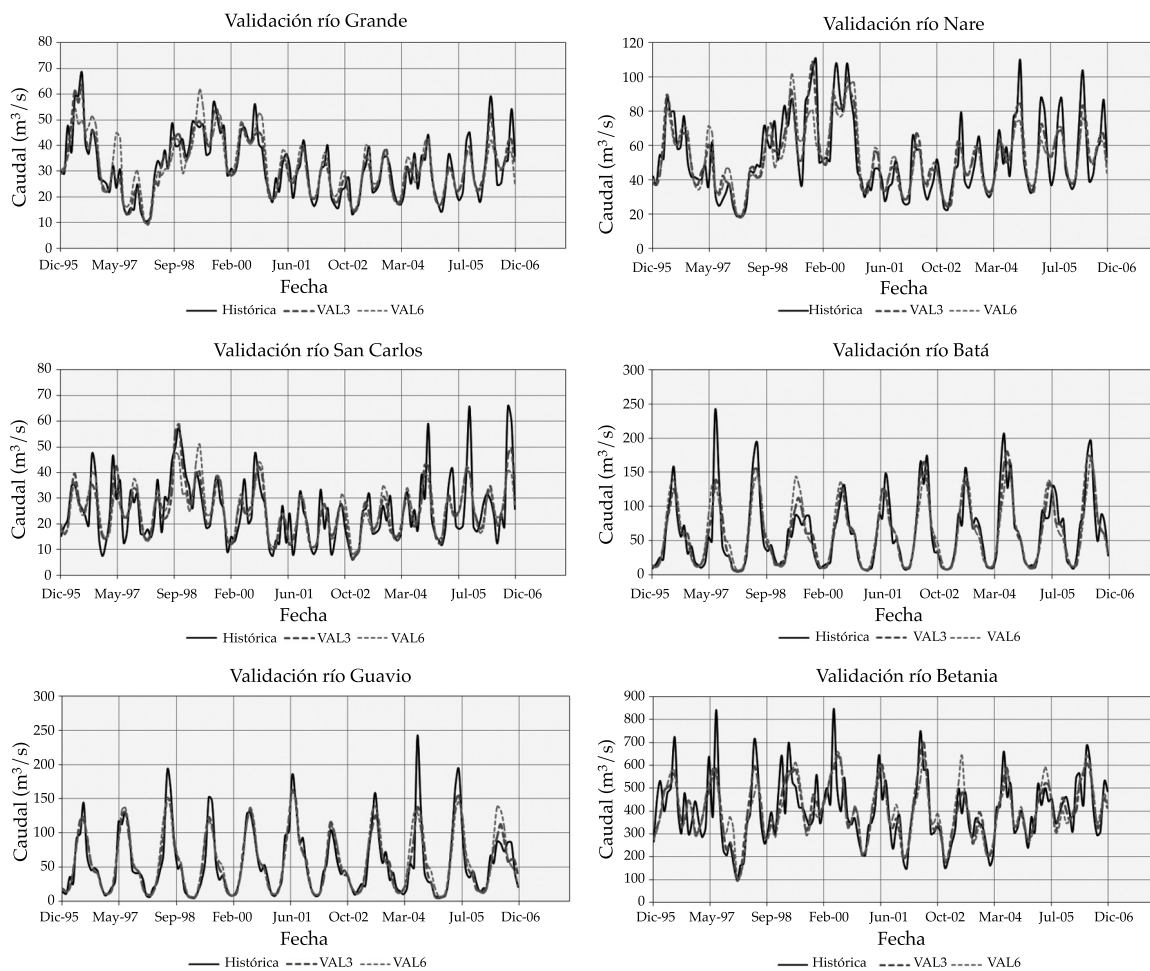 Validación río Grande
Caudal (m³/s)
80
70
60
50
40
30
20
10
0
Dic-95 May-97 Sep-98 Feb-00 Jun-01 Oct-02 Mar-04 Jul-05 Dic-06
Fecha
Histórica VAL3 VAL6
Validación río Nare
Caudal (m³/s)
120
100
80
60
40
20
0
Dic-95 May-97 Sep-98 Feb-00 Jun-01 Oct-02 Mar-04 Jul-05 Dic-06
Fecha
Histórica VAL3 VAL6
Validación río San Carlos
Caudal (m³/s)
80
70
60
50
40
30
20
10
0
Dic-95 May-97 Sep-98 Feb-00 Jun-01 Oct-02 Mar-04 Jul-05 Dic-06
Fecha
Histórica VAL3 VAL6
Validación río Batá
Caudal (m³/s)
300
250
200
150
100
50
0
Dic-95 May-97 Sep-98 Feb-00 Jun-01 Oct-02 Mar-04 Jul-05 Dic-06
Fecha
Histórica VAL3 VAL6
Validación río Guavio
Caudal (m³/s)
300
250
200
150
100
50
0
Dic-95 May-97 Sep-98 Feb-00 Jun-01 Oct-02 Mar-04 Jul-05 Dic-06
Fecha
Histórica VAL3 VAL6
Validación río Betania
Caudal (m³/s)
900
800
700
600
500
400
300
200
100
0
Dic-95 May-97 Sep-98 Feb-00 Jun-01 Oct-02 Mar-04 Jul-05 Dic-06
Fecha
Histórica VAL3 VAL6